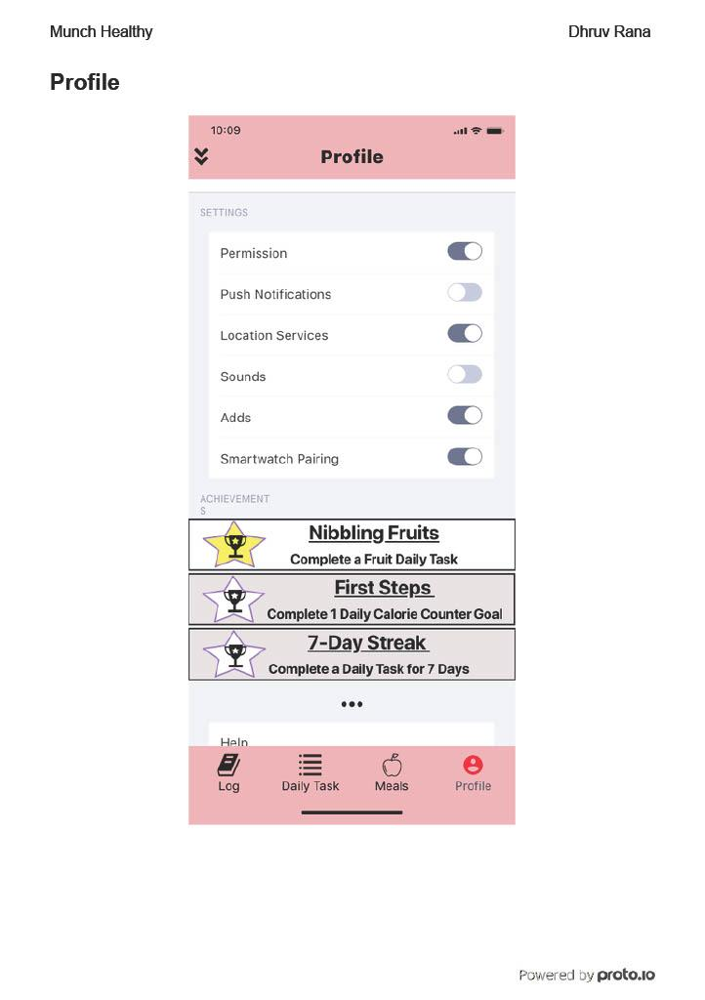 Munch Healthy Dhruv Rana
Profile
10:09
Profile
SETTINGS
Permission
Push Notifications
Location Services
Sounds
Adds
Smartwatch Pairing
ACHIEVEMENT
S
Nibbling Fruits
Complete a Fruit Daily Task
First Steps
Complete 1 Daily Calorie Counter Goal
7-Day Streak
Complete a Daily Task for 7 Days
•••
Help
Log Daily Task Meals Profile
Powered by proto.io